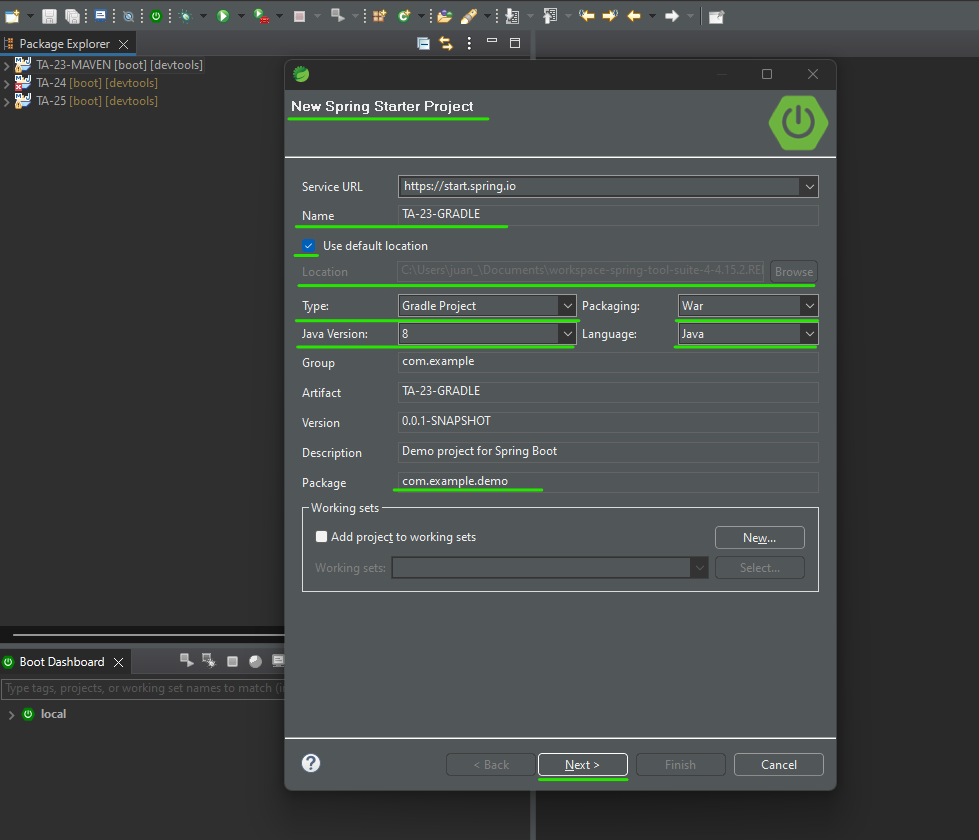 Package Explorer
TA-23-MAVEN [boot] [devtools]
TA-24 [boot] [devtools]
TA-25 [boot] [devtools]
New Spring Starter Project
Service URL https://start.spring.io
Name TA-23-GRADLE
Use default location
Location C:\Users\juan_\Documents\workspace-spring-tool-suite-4-4.15.2.RE Browse
Type: Gradle Project Packaging: War
Java Version: 8 Language: Java
Group com.example
Artifact TA-23-GRADLE
Version 0.0.1-SNAPSHOT
Description Demo project for Spring Boot
Package com.example.demo
Working sets
Add project to working sets New...
Working sets: Select...
Boot Dashboard
Type tags, projects, or working set names to match (in
local
< Back Next > Finish Cancel